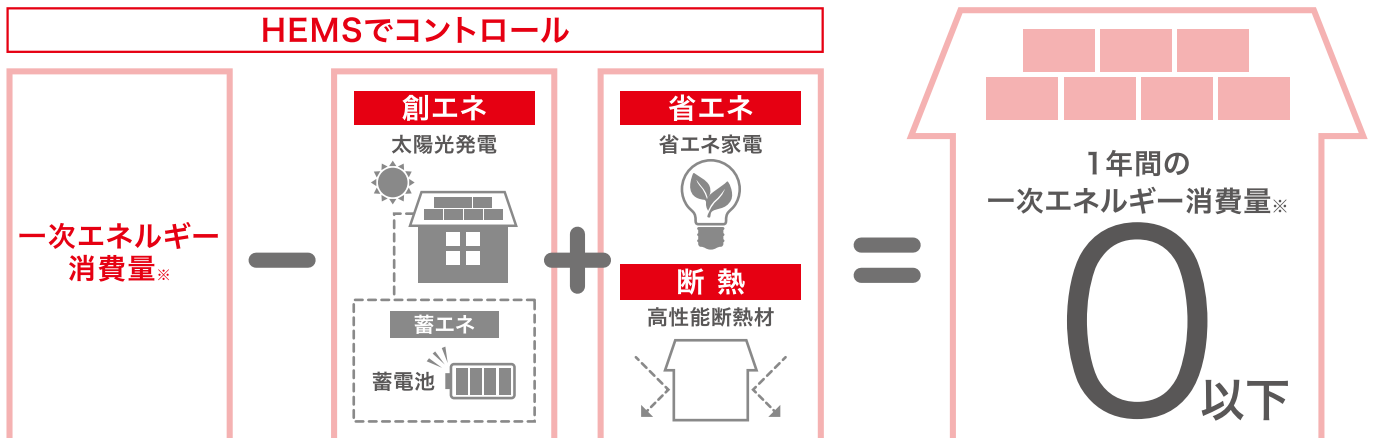 HEMSでコントロール
一次エネルギー
消費量※
創エネ
太陽光発電
蓄エネ
蓄電池
省エネ
省エネ家電
断熱
高性能断熱材
1年間の
一次エネルギー消費量※
0以下